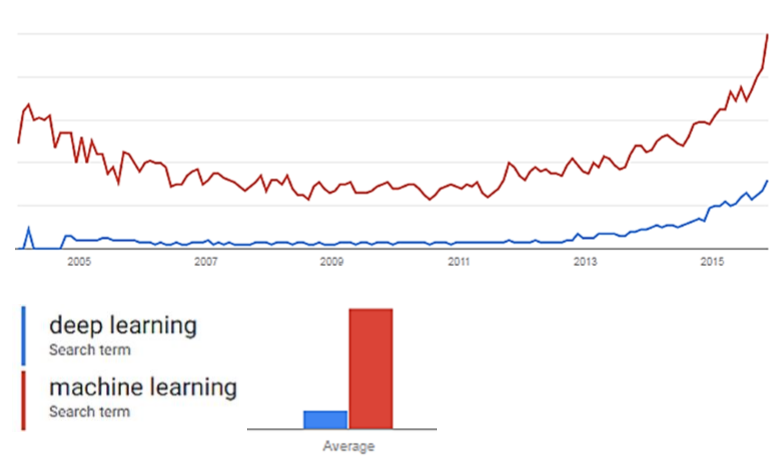 2005 2007 2009 2011 2013 2015
deep learning
Search term
machine learning
Search term
Average